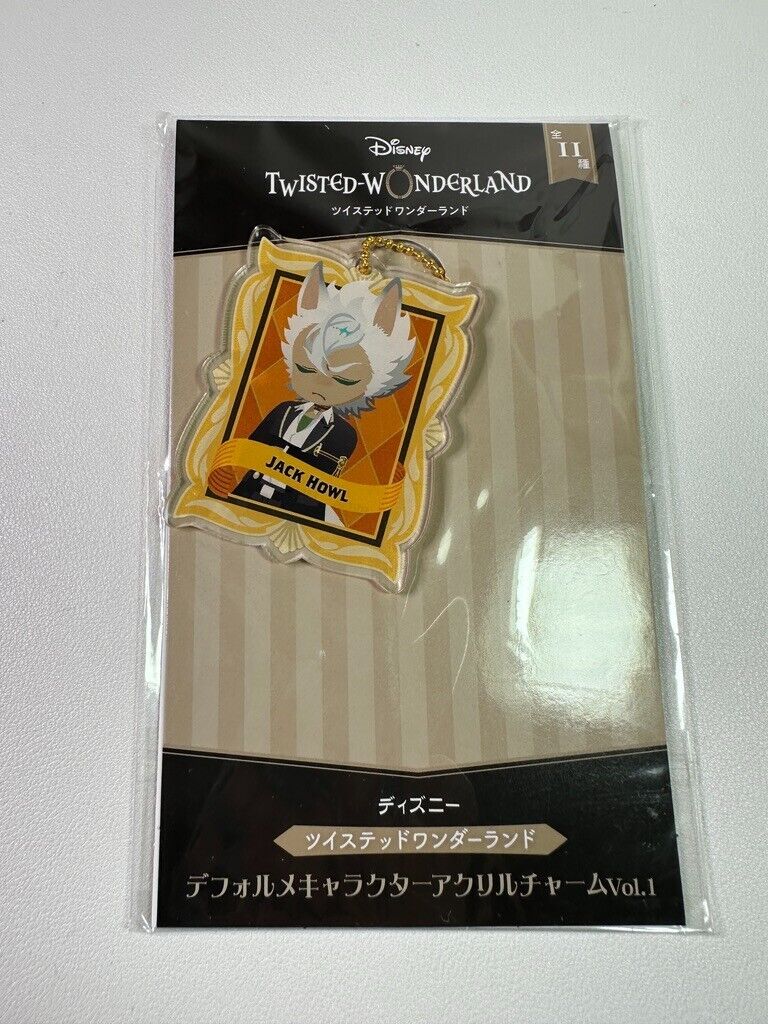 Disney
全
11
種
TWISTED-WONDERLAND
ツイステッドワンダーランド
JACK HOWL
ディズニー
ツイステッドワンダーランド
デフォルメキャラクターアクリルチャームVol.1